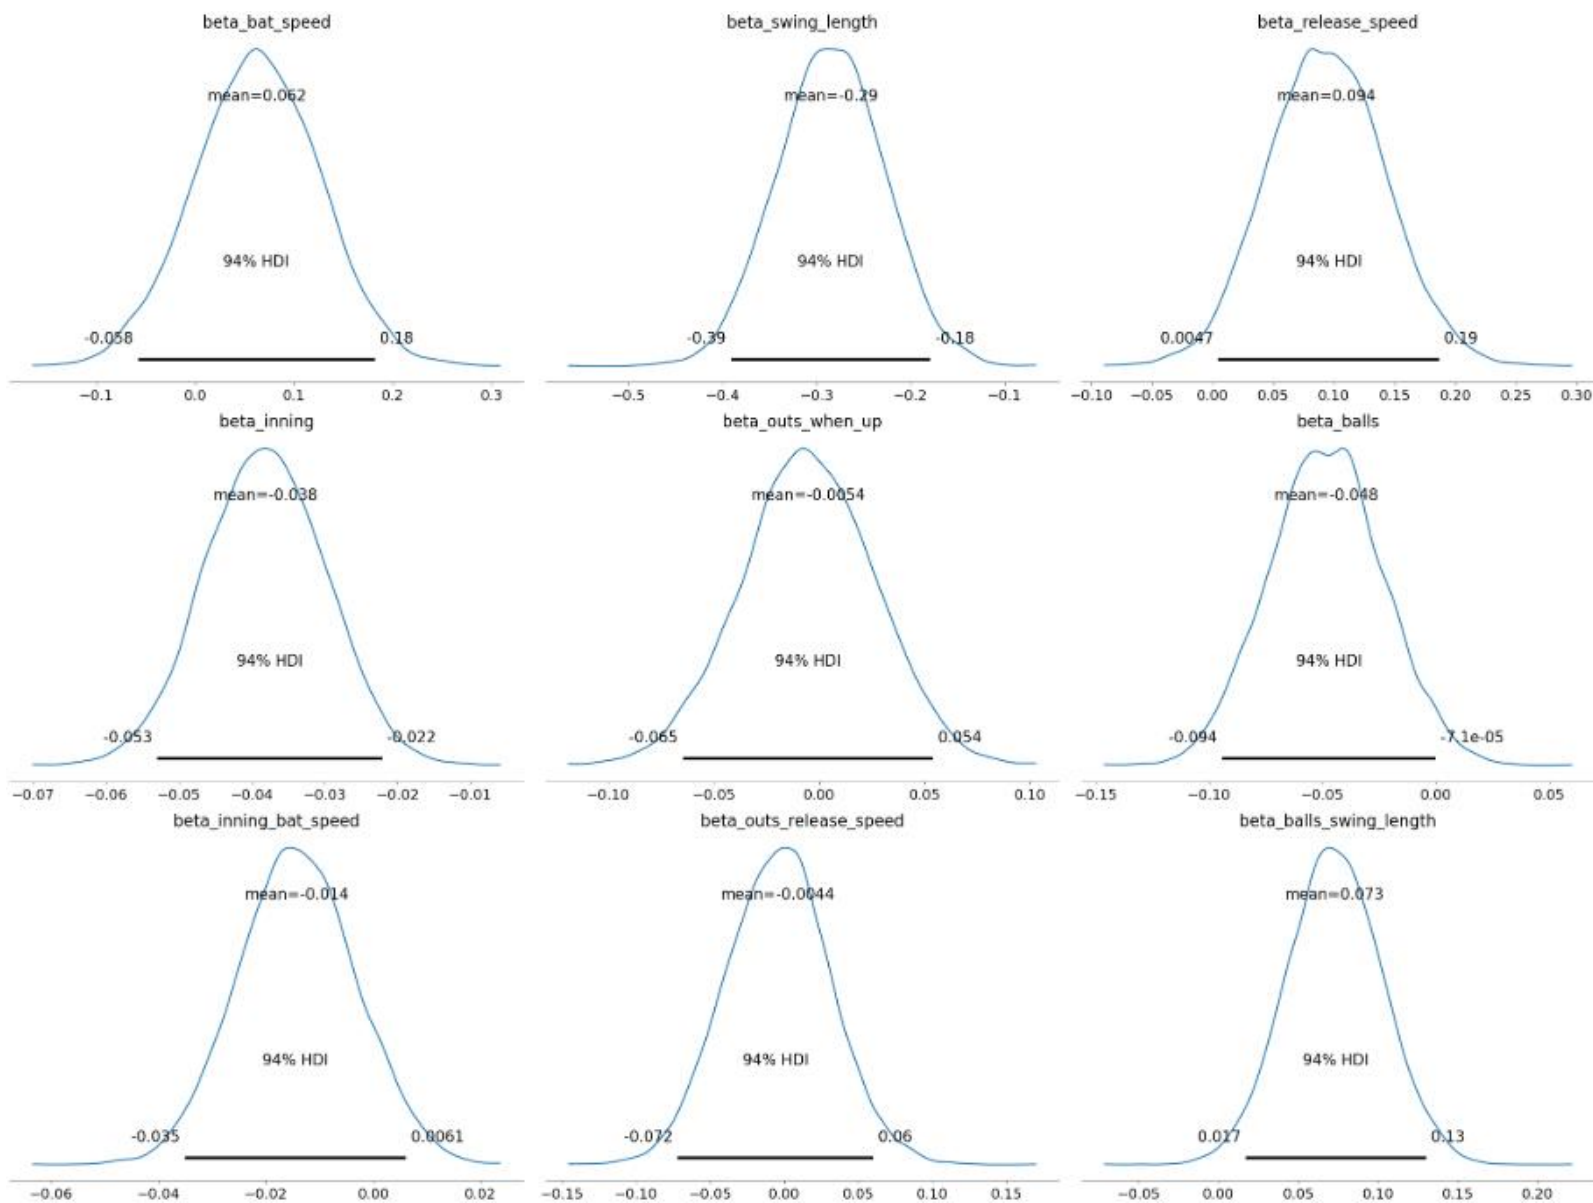 beta_bat_speed
mean=0.062
94% HDI
-0.058 0.18
−0.1 0.0 0.1 0.2 0.3
beta_swing_length
mean=-0.29
94% HDI
-0.39 -0.18
−0.5 −0.4 −0.3 −0.2 −0.1
beta_release_speed
mean=0.094
94% HDI
0.0047 0.19
−0.10 −0.05 0.00 0.05 0.10 0.15 0.20 0.25 0.30
beta_inning
mean=-0.038
94% HDI
-0.053 -0.022
−0.07 −0.06 −0.05 −0.04 −0.03 −0.02 −0.01
beta_outs_when_up
mean=-0.0054
94% HDI
-0.065 0.054
−0.10 −0.05 0.00 0.05 0.10
beta_balls
mean=-0.048
94% HDI
-0.094 -7.1e-05
−0.15 −0.10 −0.05 0.00 0.05
beta_inning_bat_speed
mean=-0.014
94% HDI
-0.035 0.0061
−0.06 −0.04 −0.02 0.00 0.02
beta_outs_release_speed
mean=-0.0044
94% HDI
-0.072 0.06
−0.15 −0.10 −0.05 0.00 0.05 0.10 0.15
beta_balls_swing_length
mean=0.073
94% HDI
0.017 0.13
−0.05 0.00 0.05 0.10 0.15 0.20